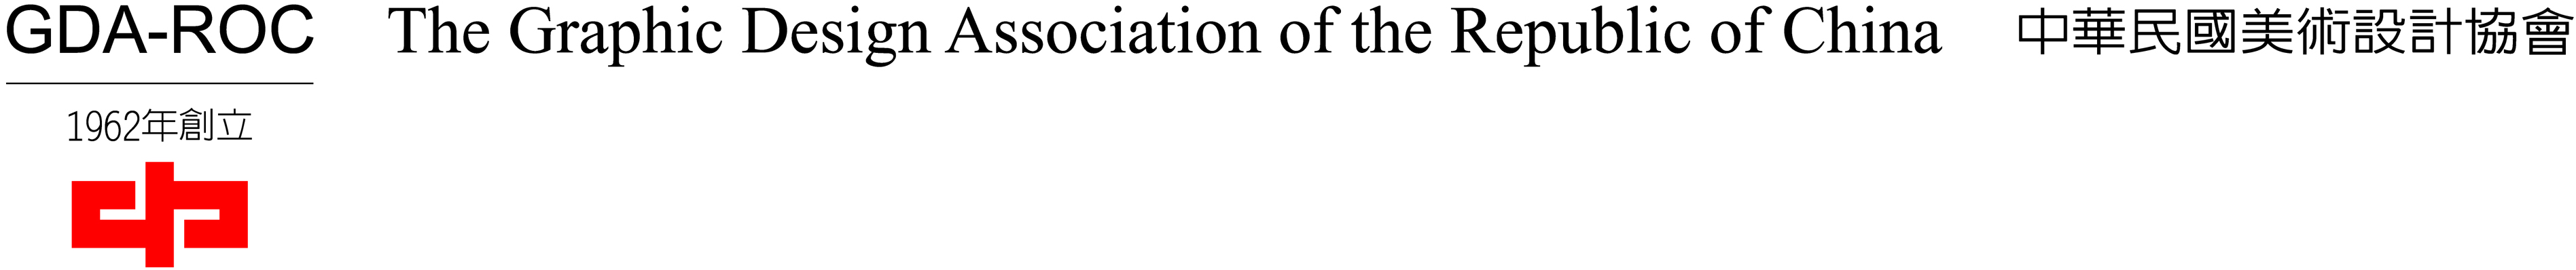 GDA-ROC The Graphic Design Association of the Republic of China 中華民國美術設計協會
1962年創立